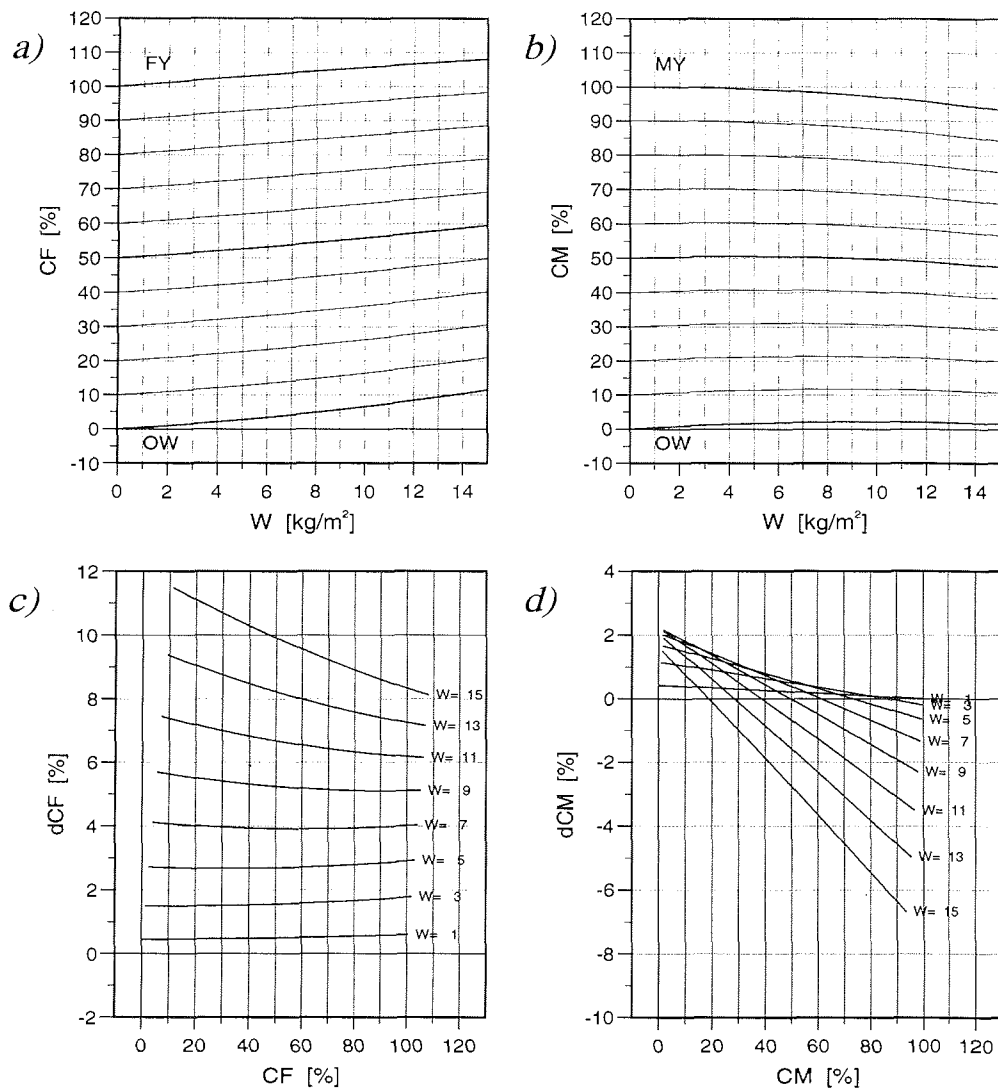 a)
120
110
100
90
80
70
60
50
40
30
20
10
0
-10
FY
OW
CF [%]
0 2 4 6 8 10 12 14
W [kg/m²]
b)
120
110
100
90
80
70
60
50
40
30
20
10
0
-10
MY
OW
CM [%]
0 2 4 6 8 10 12 14
W [kg/m²]
c)
12
10
8
6
4
2
0
-2
dCF [%]
W= 15
W= 13
W= 11
W= 9
W= 7
W= 5
W= 3
W= 1
0 20 40 60 80 100 120
CF [%]
d)
4
2
0
-2
-4
-6
-8
-10
dCM [%]
W= 1
W= 3
W= 5
W= 7
W= 9
W= 11
W= 13
W= 15
0 20 40 60 80 100 120
CM [%]